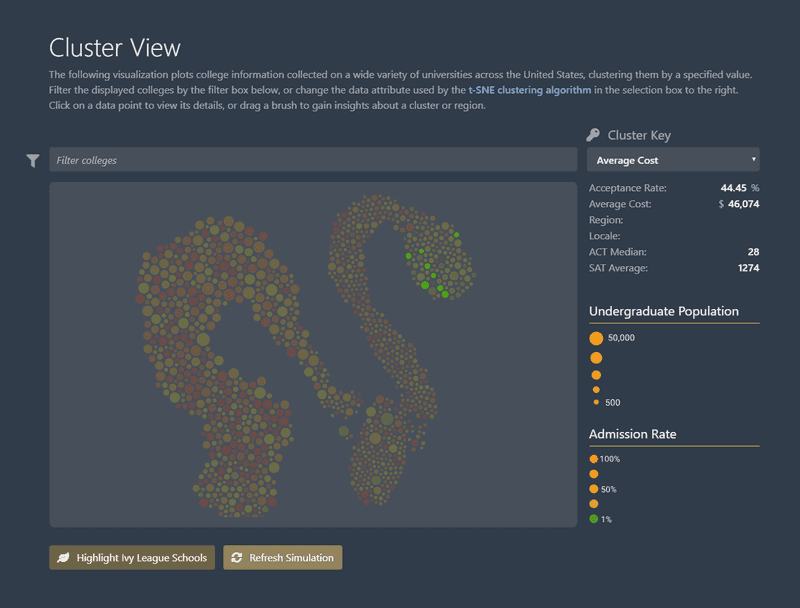 Cluster View
The following visualization plots college information collected on a wide variety of universities across the United States, clustering them by a specified value.
Filter the displayed colleges by the filter box below, or change the data attribute used by the t-SNE clustering algorithm in the selection box to the right.
Click on a data point to view its details, or drag a brush to gain insights about a cluster or region.
Cluster Key
Filter colleges
Average Cost
Acceptance Rate: 44.45 %
Average Cost: $ 46,074
Region:
Locale:
ACT Median: 28
SAT Average: 1274
Undergraduate Population
50,000
500
Admission Rate
100%
50%
1%
Highlight Ivy League Schools
Refresh Simulation